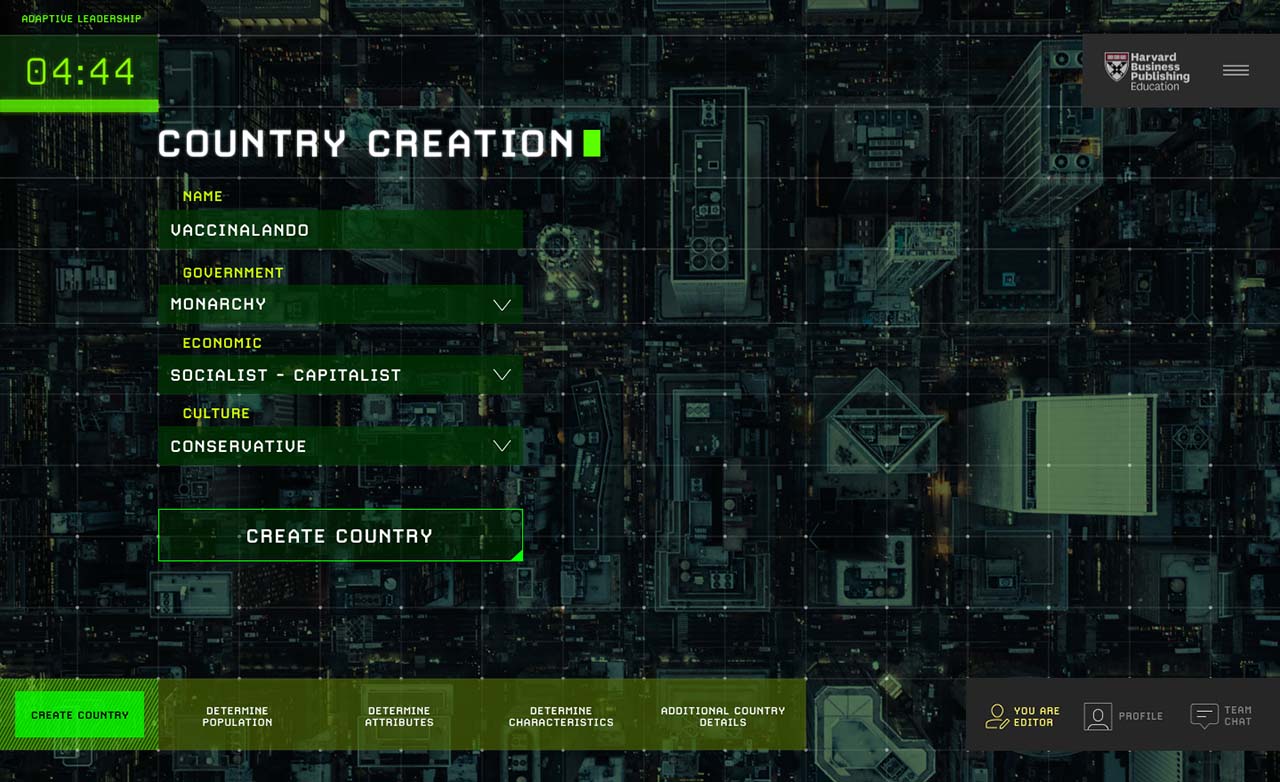 ADAPTIVE LEADERSHIP
04:44
Harvard
Business
Publishing
Education
COUNTRY CREATION
NAME
VACCINALANDO
GOVERNMENT
MONARCHY
ECONOMIC
SOCIALIST - CAPITALIST
CULTURE
CONSERVATIVE
CREATE COUNTRY
CREATE COUNTRY
DETERMINE
POPULATION
DETERMINE
ATTRIBUTES
DETERMINE
CHARACTERISTICS
ADDITIONAL COUNTRY
DETAILS
YOU ARE
EDITOR
PROFILE
TEAM
CHAT